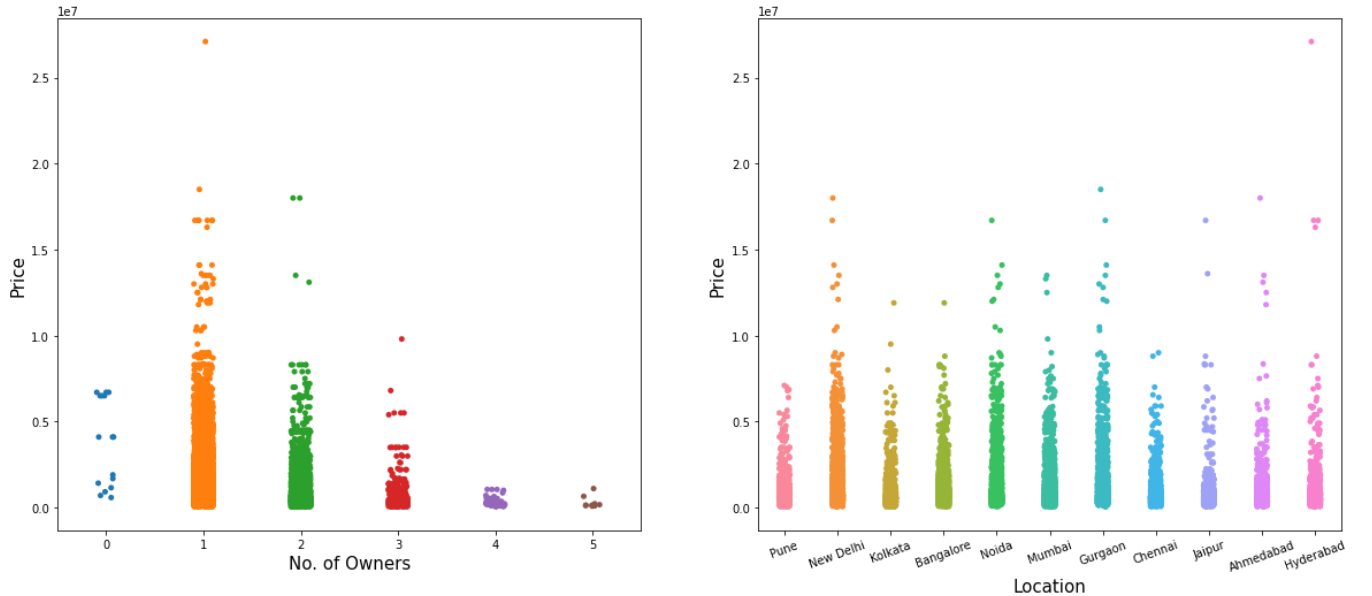 1e7
2.5
2.0
1.5
1.0
0.5
0.0
Price
0 1 2 3 4 5
No. of Owners
1e7
2.5
2.0
1.5
1.0
0.5
0.0
Price
Pune New Delhi Kolkata Bangalore Noida Mumbai Gurgaon Chennai Jaipur Ahmedabad Hyderabad
Location